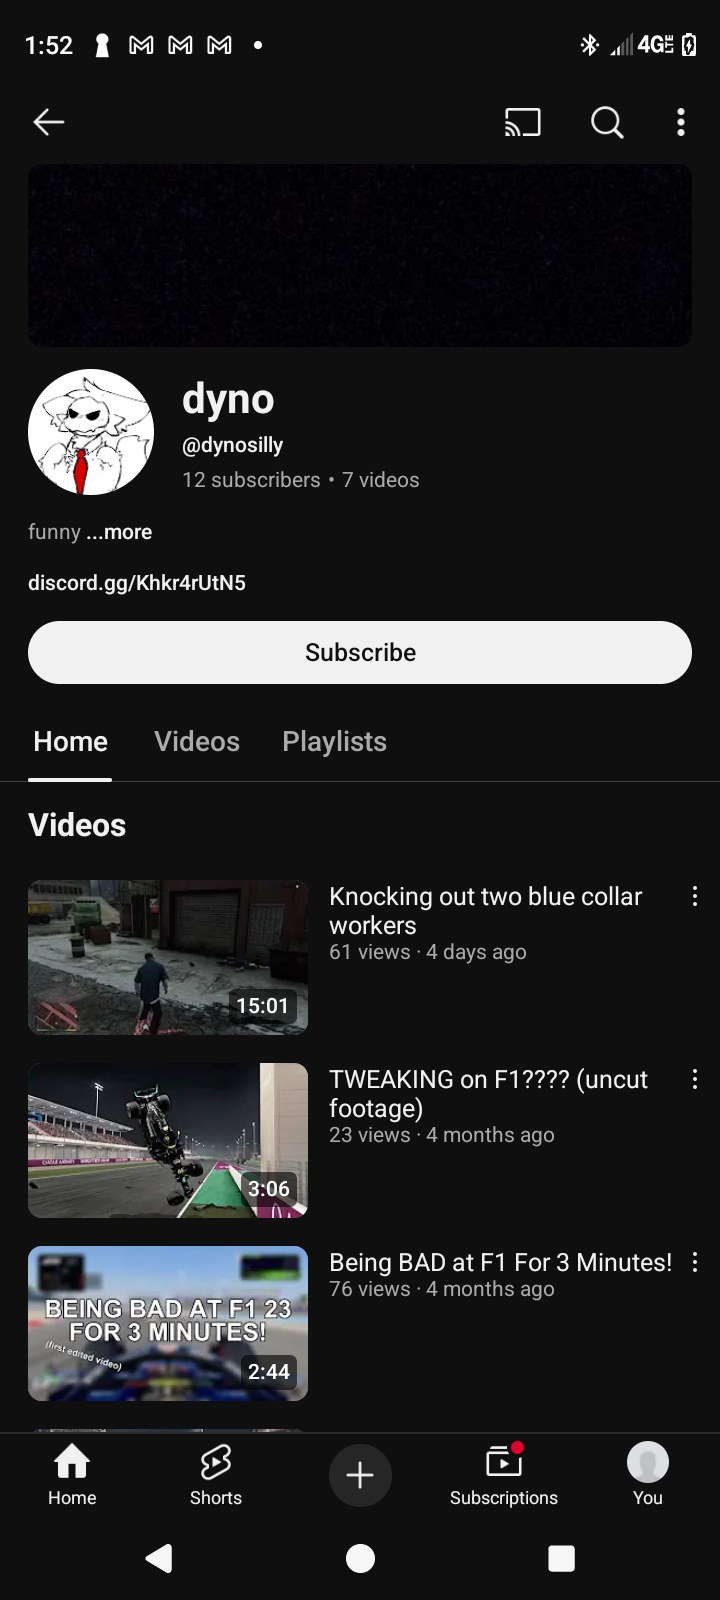 1:52
4G LTE
dyno
@dynosilly
12 subscribers • 7 videos
funny ...more
discord.gg/Khkr4rUtN5
Subscribe
Home Videos Playlists
Videos
15:01
Knocking out two blue collar
workers
61 views · 4 days ago
QATAR AIRWAYS
3:06
TWEAKING on F1???? (uncut
footage)
23 views · 4 months ago
BEING BAD AT F1 23
FOR 3 MINUTES!
(first edited video)
2:44
Being BAD at F1 For 3 Minutes!
76 views · 4 months ago
Home Shorts Subscriptions You